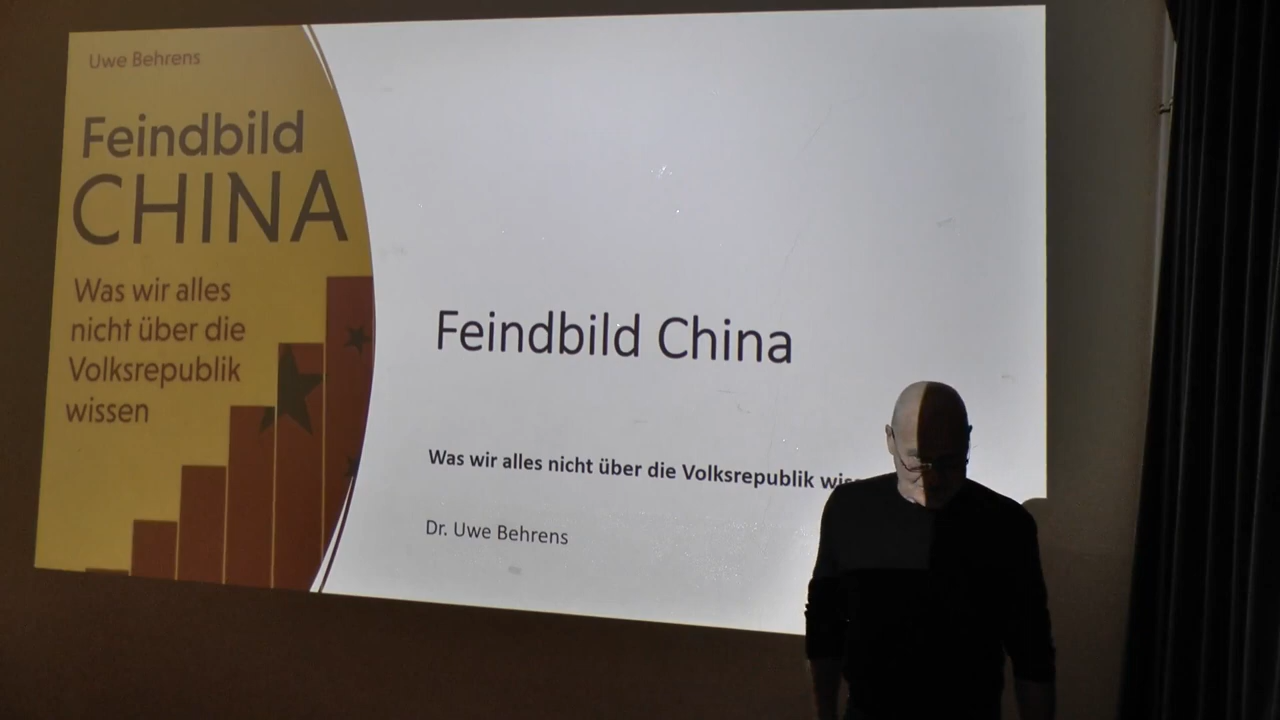 Uwe Behrens
Feindbild
CHINA
Was wir alles
nicht über die
Volksrepublik
wissen
Feindbild China
Was wir alles nicht über die Volksrepublik
Dr. Uwe Behrens